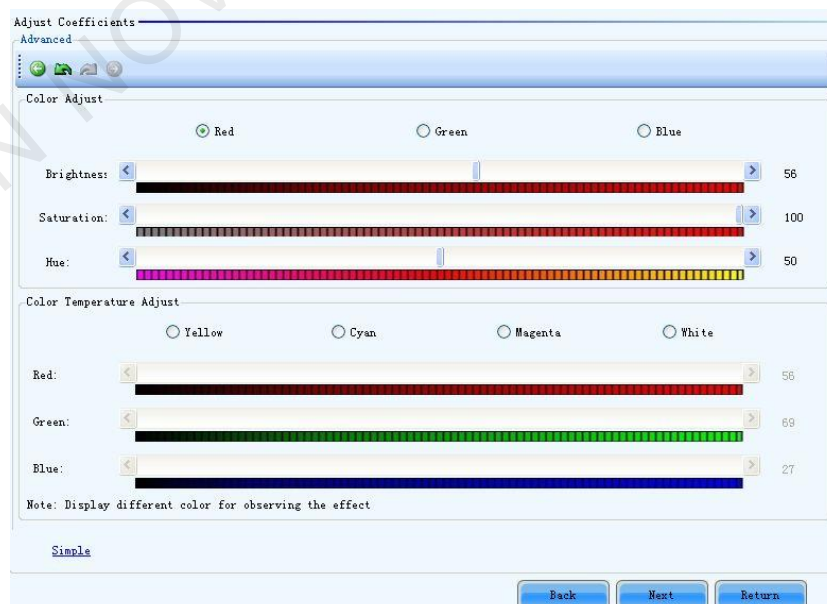 Adjust Coefficients
Advanced
Color Adjust
Red Green Blue
Brightness 56
Saturation: 100
Hue: 50
Color Temperature Adjust
Yellow Cyan Magenta White
Red: 56
Green: 69
Blue: 27
Note: Display different color for observing the effect
Simple
Back Next Return